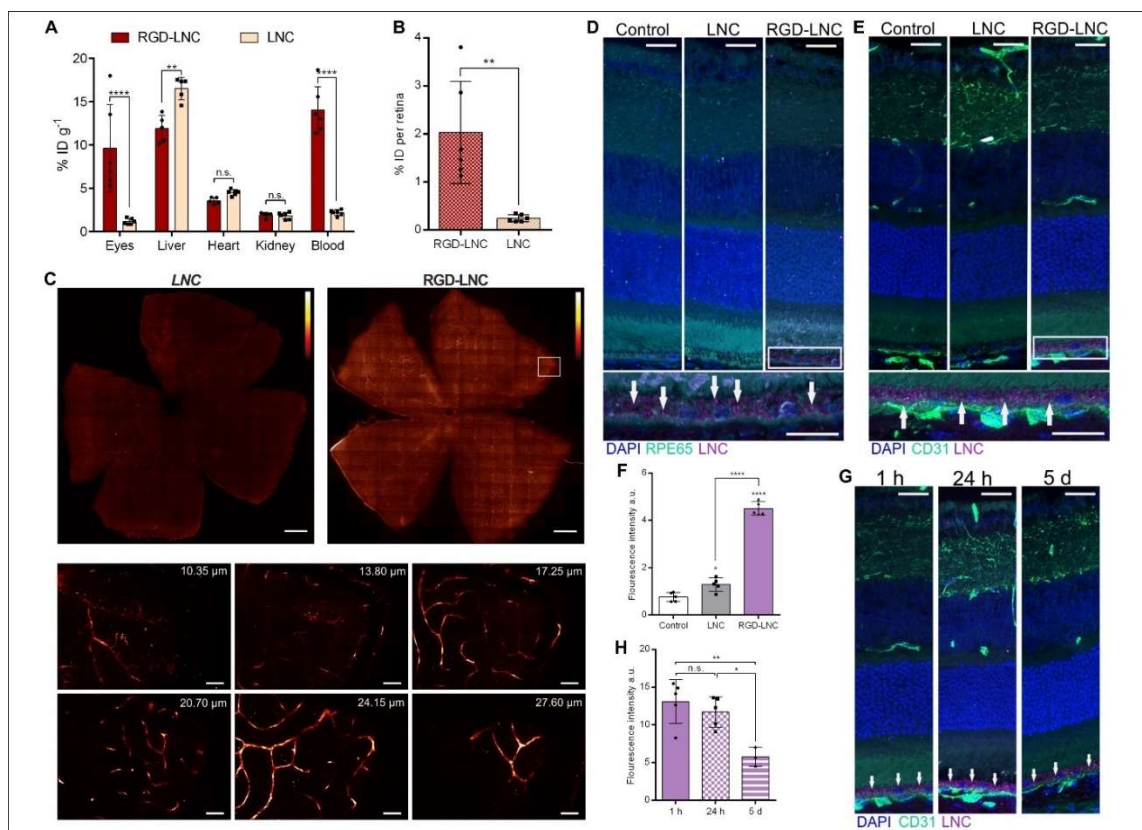 A
RGD-LNC
LNC
% ID g⁻¹
20
15
10
5
0
****
**
n.s.
n.s.
****
Eyes
Liver
Heart
Kidney
Blood
B
% ID per retina
5
4
3
2
1
0
**
RGD-LNC
LNC
C
LNC
RGD-LNC
10.35 µm
13.80 µm
17.25 µm
20.70 µm
24.15 µm
27.60 µm
D
Control
LNC
RGD-LNC
DAPI RPE65 LNC
E
Control
LNC
RGD-LNC
DAPI CD31 LNC
F
Flourescence intensity a.u.
8
6
4
2
0
****
*
****
Control
LNC
RGD-LNC
G
1 h
24 h
5 d
DAPI CD31 LNC
H
Flourescence intensity a.u.
20
15
10
5
0
**
n.s.
*
1 h
24 h
5 d